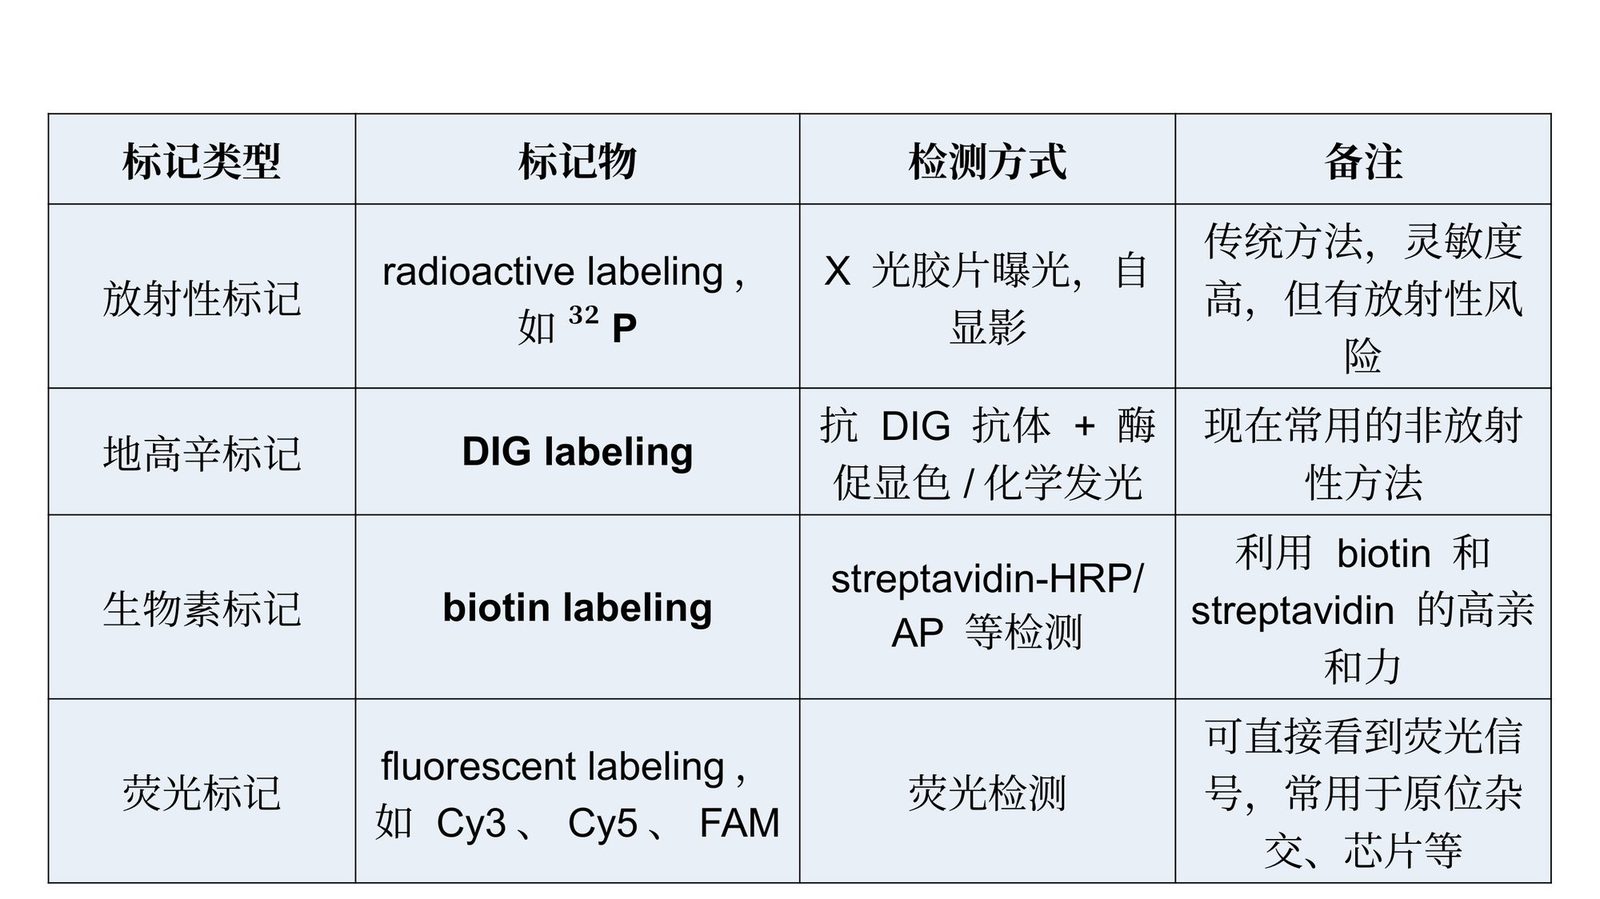 标记类型
标记物
检测方式
备注
放射性标记
radioactive labeling ,
如 ³² P
X 光胶片曝光，自
显影
传统方法，灵敏度
高，但有放射性风
险
地高辛标记
DIG labeling
抗 DIG 抗体 + 酶
促显色 / 化学发光
现在常用的非放射
性方法
生物素标记
biotin labeling
streptavidin-HRP/
AP 等检测
利用 biotin 和
streptavidin 的高亲
和力
荧光标记
fluorescent labeling ,
如 Cy3 、 Cy5 、 FAM
荧光检测
可直接看到荧光信
号，常用于原位杂
交、芯片等